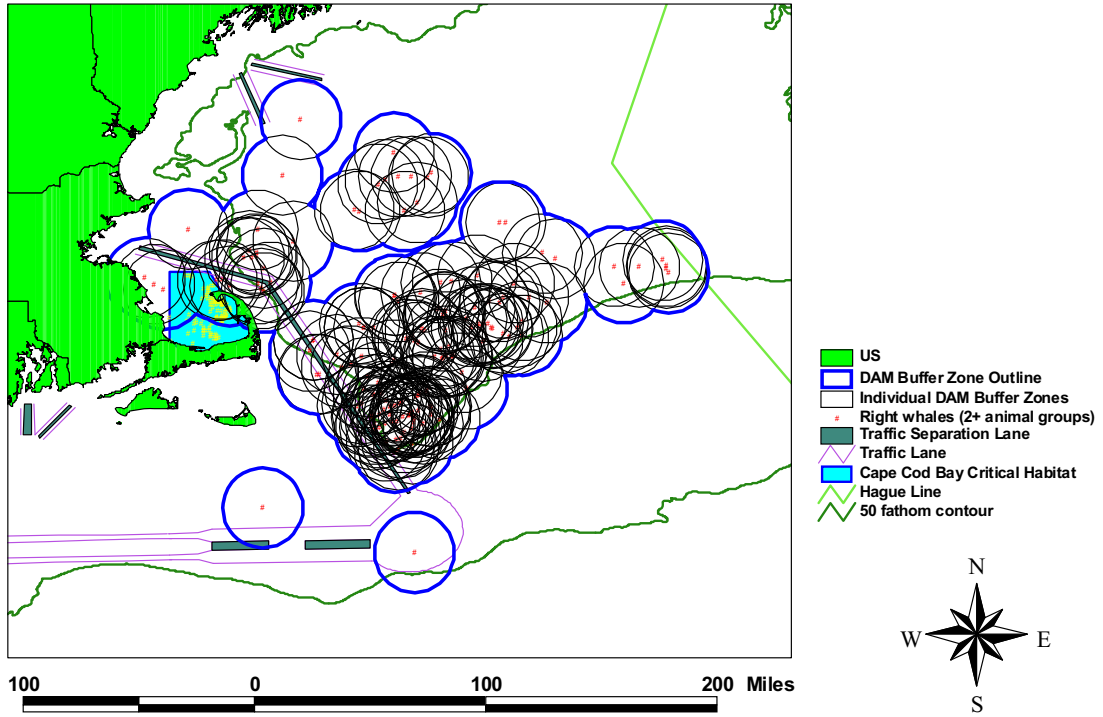 US
DAM Buffer Zone Outline
Individual DAM Buffer Zones
# Right whales (2+ animal groups)
Traffic Separation Lane
Traffic Lane
Cape Cod Bay Critical Habitat
Hague Line
50 fathom contour
N
W E
S
100 0 100 200 Miles